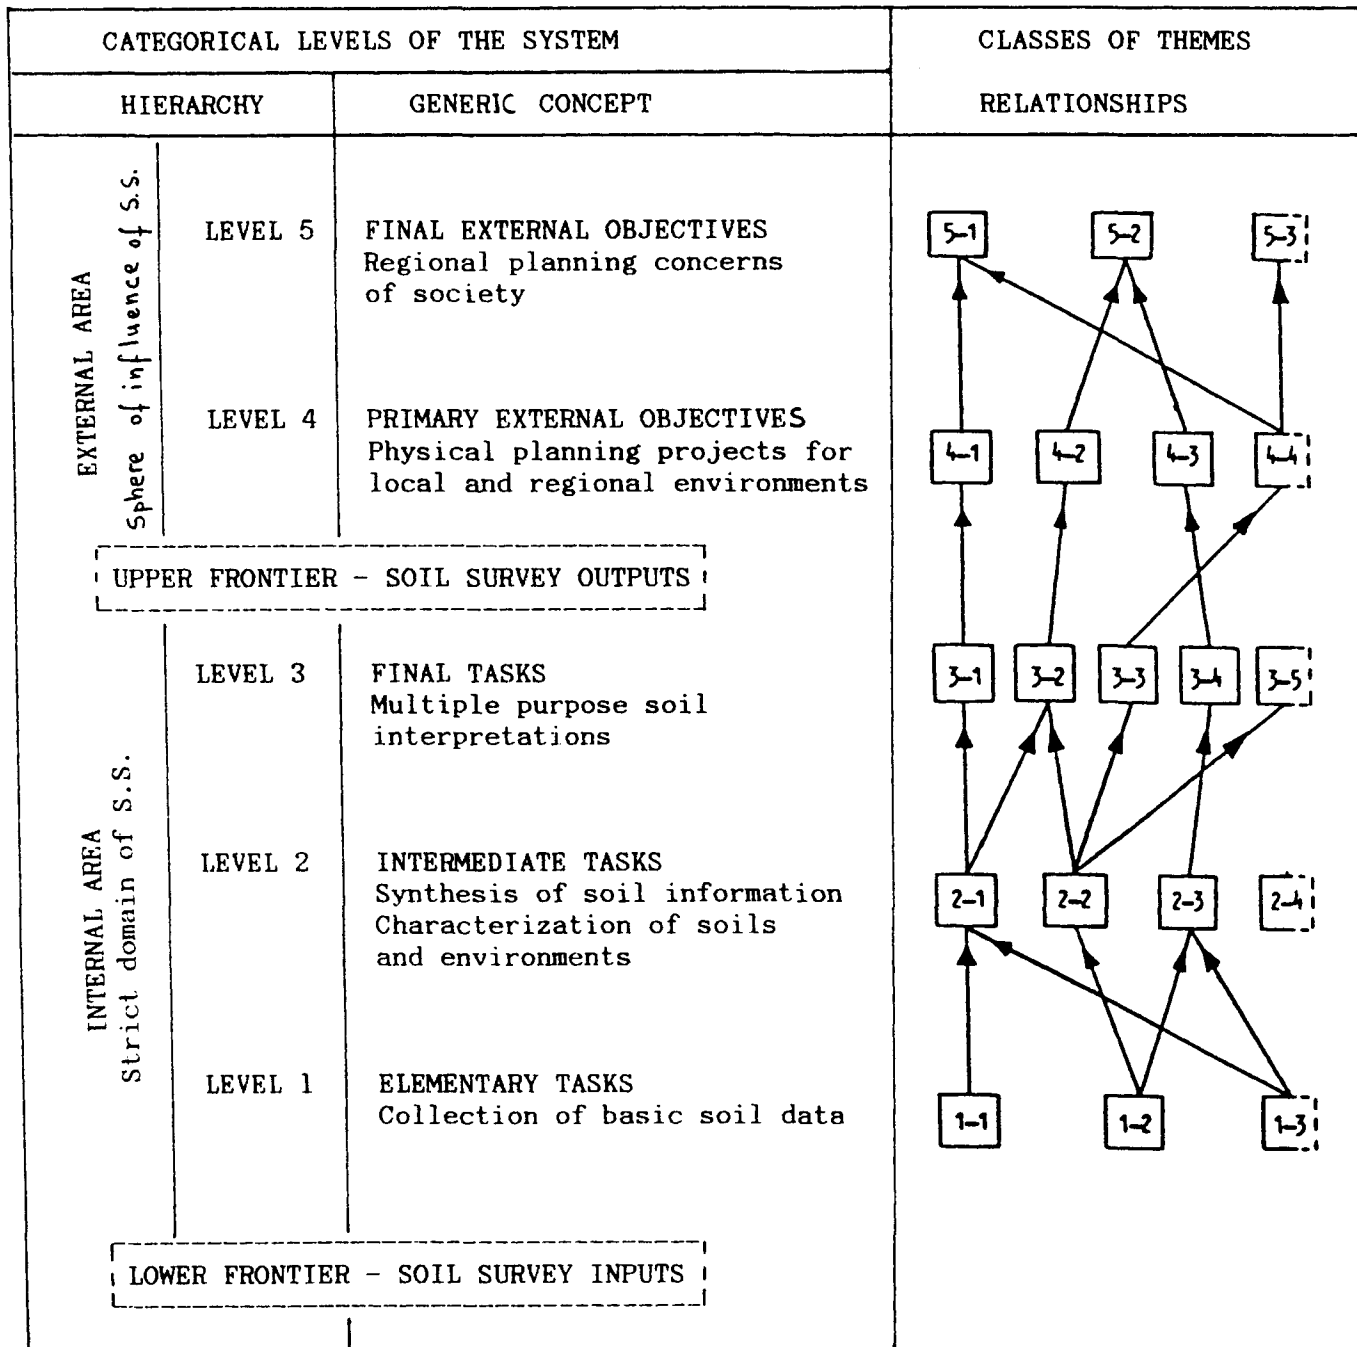 CATEGORICAL LEVELS OF THE SYSTEM
CLASSES OF THEMES
HIERARCHY
GENERIC CONCEPT
RELATIONSHIPS
EXTERNAL AREA
Sphere of influence of S.S.
LEVEL 5
FINAL EXTERNAL OBJECTIVES
Regional planning concerns
of society
5-1
5-2
5-3
LEVEL 4
PRIMARY EXTERNAL OBJECTIVES
Physical planning projects for
local and regional environments
4-1
4-2
4-3
4-4
UPPER FRONTIER - SOIL SURVEY OUTPUTS
INTERNAL AREA
Strict domain of S.S.
LEVEL 3
FINAL TASKS
Multiple purpose soil
interpretations
3-1
3-2
3-3
3-4
3-5
LEVEL 2
INTERMEDIATE TASKS
Synthesis of soil information
Characterization of soils
and environments
2-1
2-2
2-3
2-4
LEVEL 1
ELEMENTARY TASKS
Collection of basic soil data
1-1
1-2
1-3
LOWER FRONTIER - SOIL SURVEY INPUTS